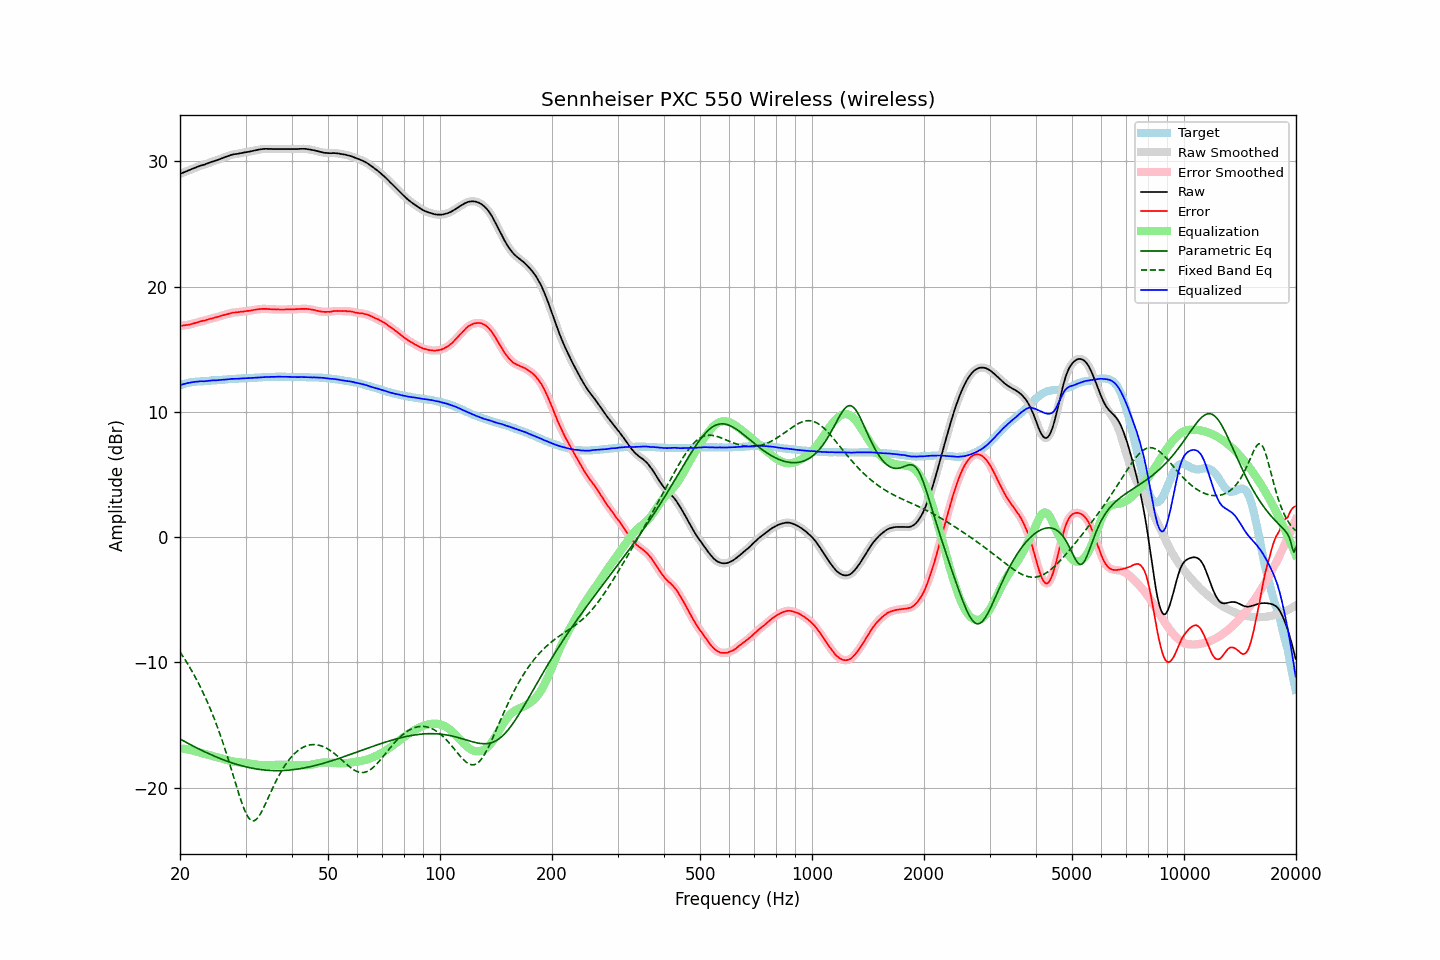 Sennheiser PXC 550 Wireless (wireless)
Target
Raw Smoothed
Error Smoothed
Raw
Error
Equalization
Parametric Eq
Fixed Band Eq
Equalized
Amplitude (dBr)
30
20
10
0
−10
−20
20 50 100 200 500 1000 2000 5000 10000 20000
Frequency (Hz)